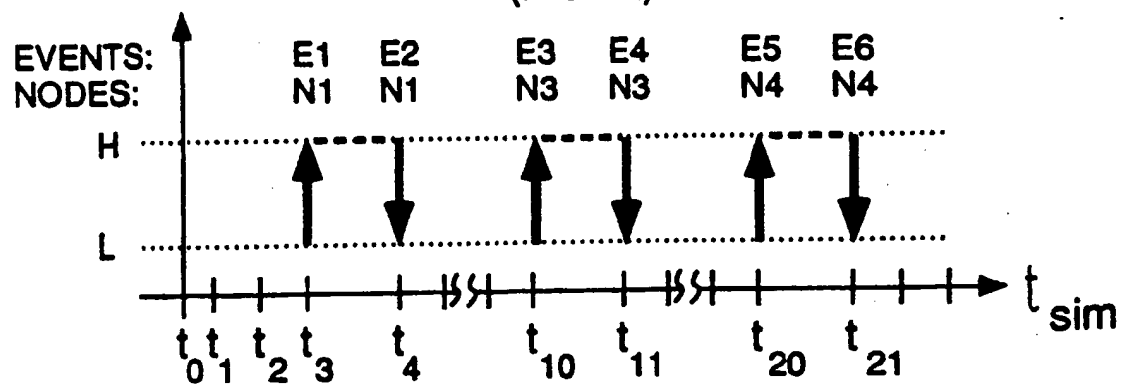 EVENTS: E1 E2 E3 E4 E5 E6
NODES: N1 N1 N3 N3 N4 N4
H
L
t0 t1 t2 t3 t4 t10 t11 t20 t21
tsim